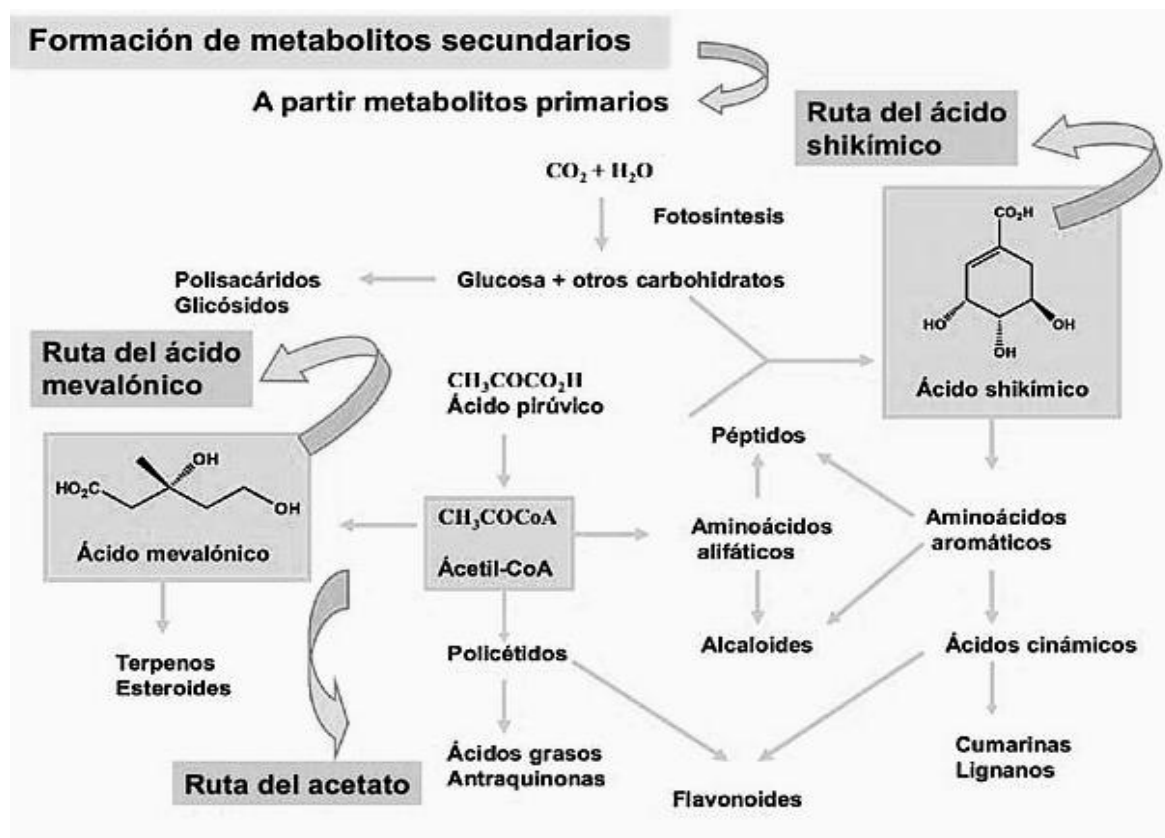 Formación de metabolitos secundarios
A partir metabolitos primarios
Ruta del ácido
shikímico
CO₂ + H₂O
Fotosíntesis
CO₂H
HO
OH
OH
Ácido shikímico
Polisacáridos
Glicósidos
Glucosa + otros carbohidratos
Ruta del ácido
mevalónico
CH₃COCO₂H
Ácido pirúvico
Péptidos
HO₂C
OH
OH
Ácido mevalónico
CH₃COCoA
Ácetil-CoA
Aminoácidos
alifáticos
Aminoácidos
aromáticos
Terpenos
Esteroides
Policétidos
Alcaloides
Ácidos cinámicos
Ruta del acetato
Ácidos grasos
Antraquinonas
Flavonoides
Cumarinas
Lignanos